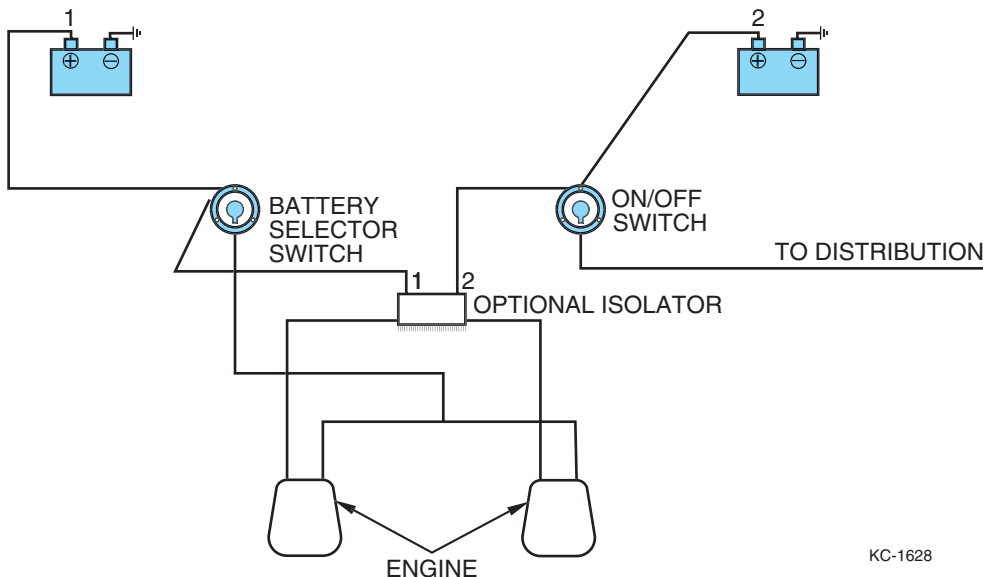 1
2
+
−
+
−
BATTERY
SELECTOR
SWITCH
ON/OFF
SWITCH
TO DISTRIBUTION
1
2
OPTIONAL ISOLATOR
ENGINE
KC-1628